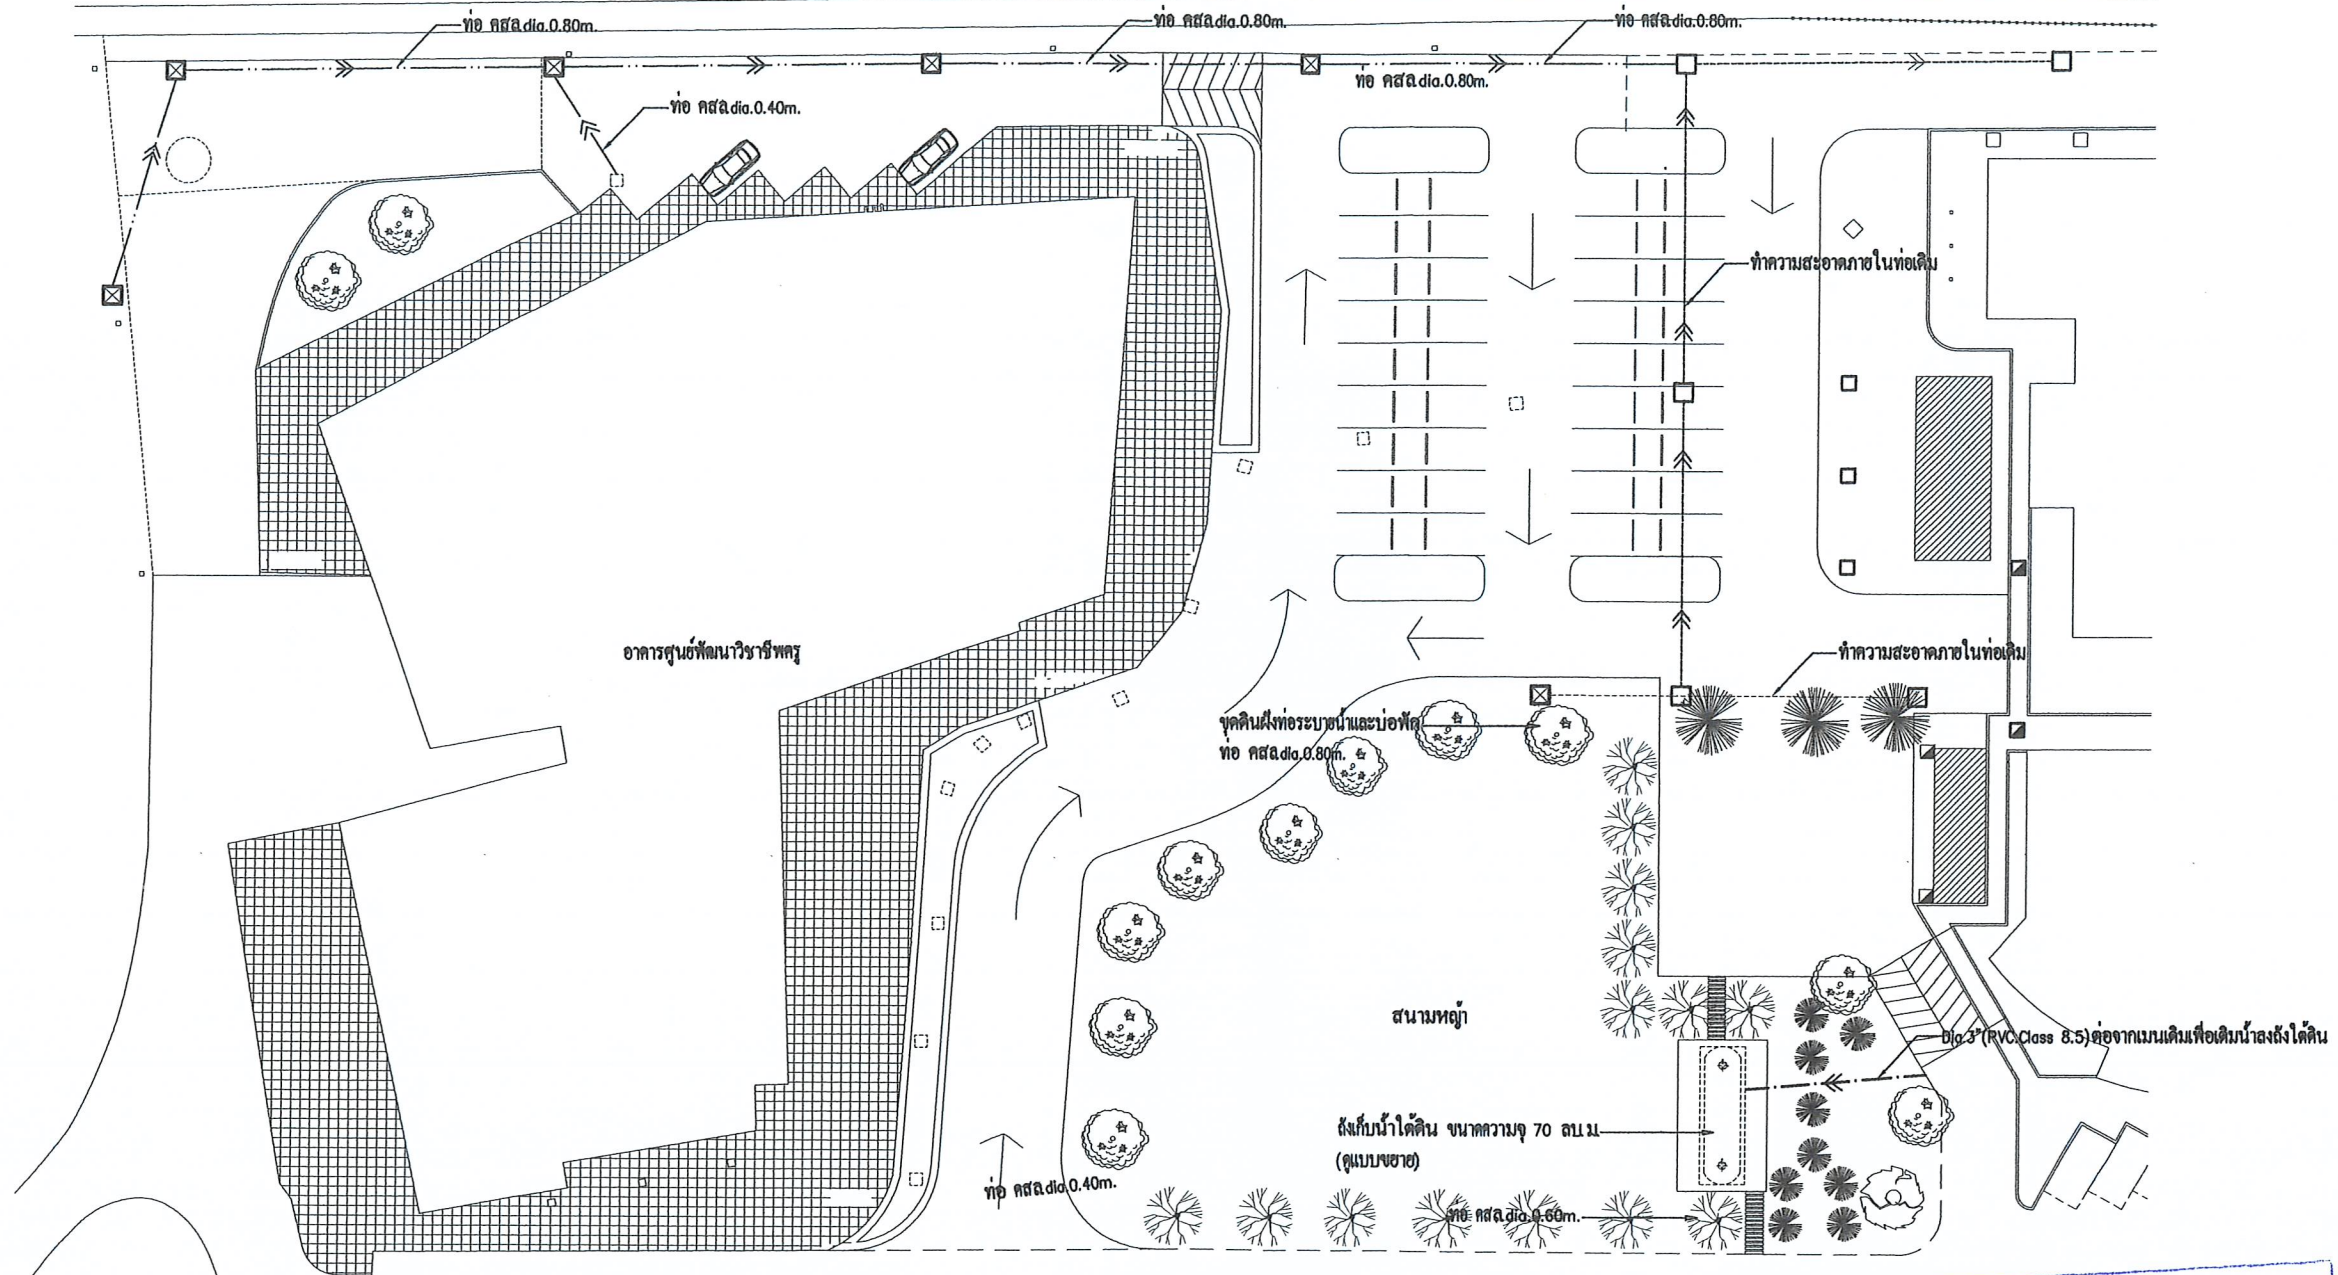 ท่อ คสล.dia.0.80m.
ท่อ คสล.dia.0.80m.
ท่อ คสล.dia.0.80m.
ท่อ คสล.dia.0.80m.
ท่อ คสล.dia.0.40m.
ทำความสะอาดภายในท่อเดิม
อาคารศูนย์พัฒนาวิชาชีพครู
ทำความสะอาดภายในท่อเดิม
ขุดดินฝังท่อระบายน้ำและบ่อพัก
ท่อ คสล.dia.0.80m.
สนามหญ้า
Dia.3"(PVC.Class 8.5)ต่อจากเมนเดิมเพื่อเติมน้ำลงถังใต้ดิน
ถังเก็บน้ำใต้ดิน ขนาดความจุ 70 ลบ.ม.
(ดูแบบขยาย)
ท่อ คสล.dia.0.40m.
ท่อ คสล.dia.0.60m.